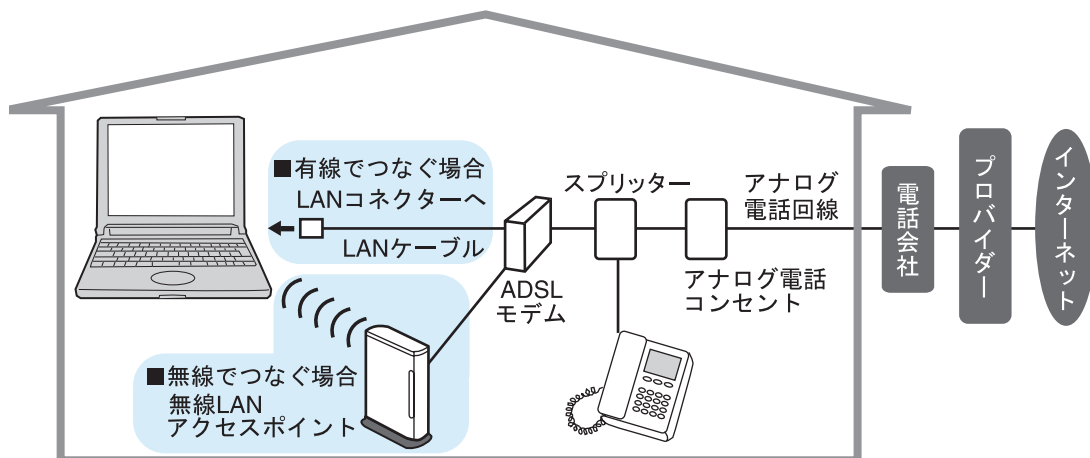 ■有線でつなぐ場合
LANコネクターへ
LANケーブル
ADSL
モデム
スプリッター
アナログ
電話回線
アナログ電話
コンセント
電話会社
プロバイダー
インターネット
■無線でつなぐ場合
無線LAN
アクセスポイント